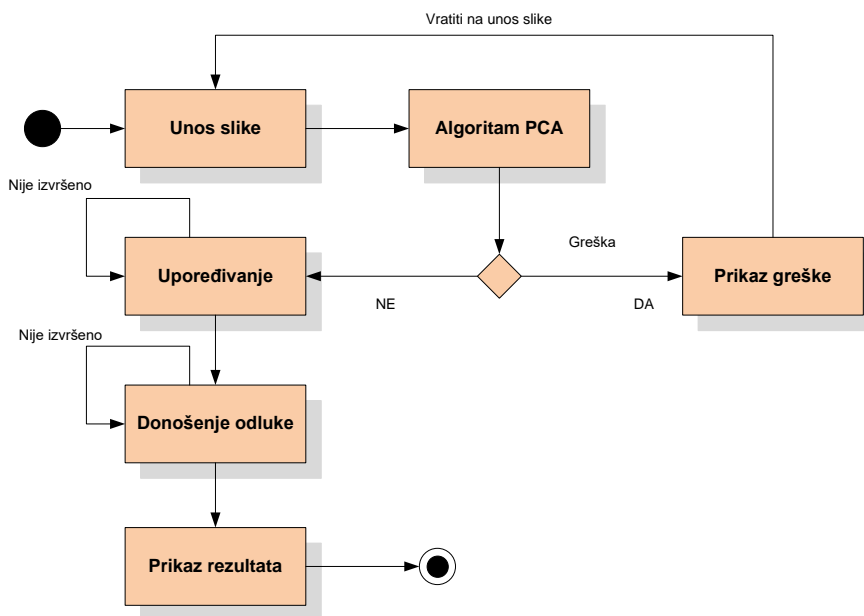 Vratiti na unos slike
Unos slike
Algoritam PCA
Nije izvršeno
Greška
Upoređivanje
Prikaz greške
NE
DA
Nije izvršeno
Donošenje odluke
Prikaz rezultata